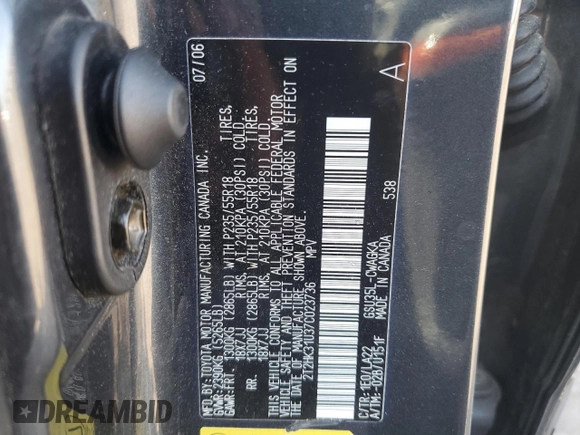 07/06
MFD. BY: TOYOTA MOTOR MANUFACTURING CANADA INC.
GVWR: 2390KG (5265LB)
GAWR: FRT. 1300KG (2865LB) WITH P235/55R18 TIRES,
18X7JJ RIMS, AT 210KPA (30PSI) COLD.
RR. 1300KG (2865LB) WITH P235/55R18 TIRES,
18X7JJ RIMS, AT 210KPA (30PSI) COLD.
THIS VEHICLE CONFORMS TO ALL APPLICABLE FEDERAL MOTOR
VEHICLE SAFETY AND THEFT PREVENTION STANDARDS IN EFFECT ON
THE DATE OF MANUFACTURE SHOWN ABOVE.
2T2HK31U37C023736 MPV
A
538
C/TR: 1E0/LA22 GSU35L-CWAGKA
A/TM: -02B/U151F MADE IN CANADA
DREAMBID